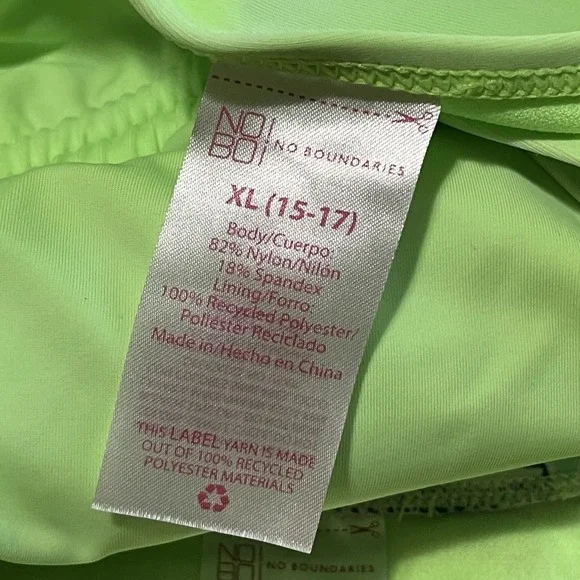 NO
BO
NO BOUNDARIES
XL (15-17)
Body/Cuerpo:
82% Nylon/Nilón
18% Spandex
Lining/Forro:
100% Recycled Polyester/
Poliéster Reciclado
Made in/Hecho en China
THIS LABEL YARN IS MADE
OUT OF 100% RECYCLED
POLYESTER MATERIALS
NO
BO
NO BOUNDARIES